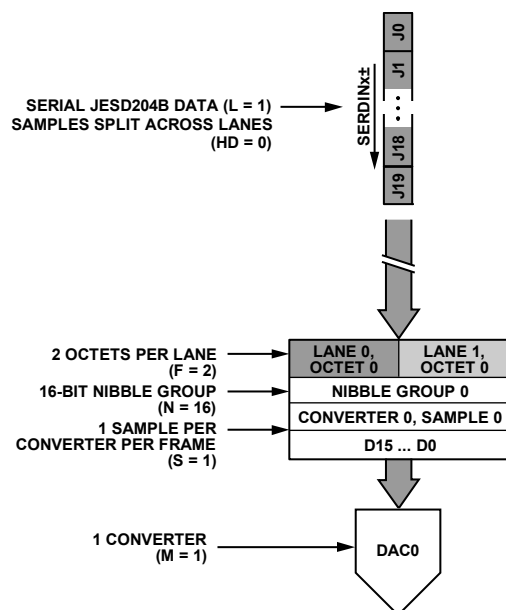 J0
J1
SERIAL JESD204B DATA (L = 1)
SAMPLES SPLIT ACROSS LANES
(HD = 0)
SERDINx±
J18
J19
2 OCTETS PER LANE
(F = 2)
LANE 0,
OCTET 0
LANE 1,
OCTET 0
16-BIT NIBBLE GROUP
(N = 16)
NIBBLE GROUP 0
1 SAMPLE PER
CONVERTER PER FRAME
(S = 1)
CONVERTER 0, SAMPLE 0
D15 ... D0
1 CONVERTER
(M = 1)
DAC0